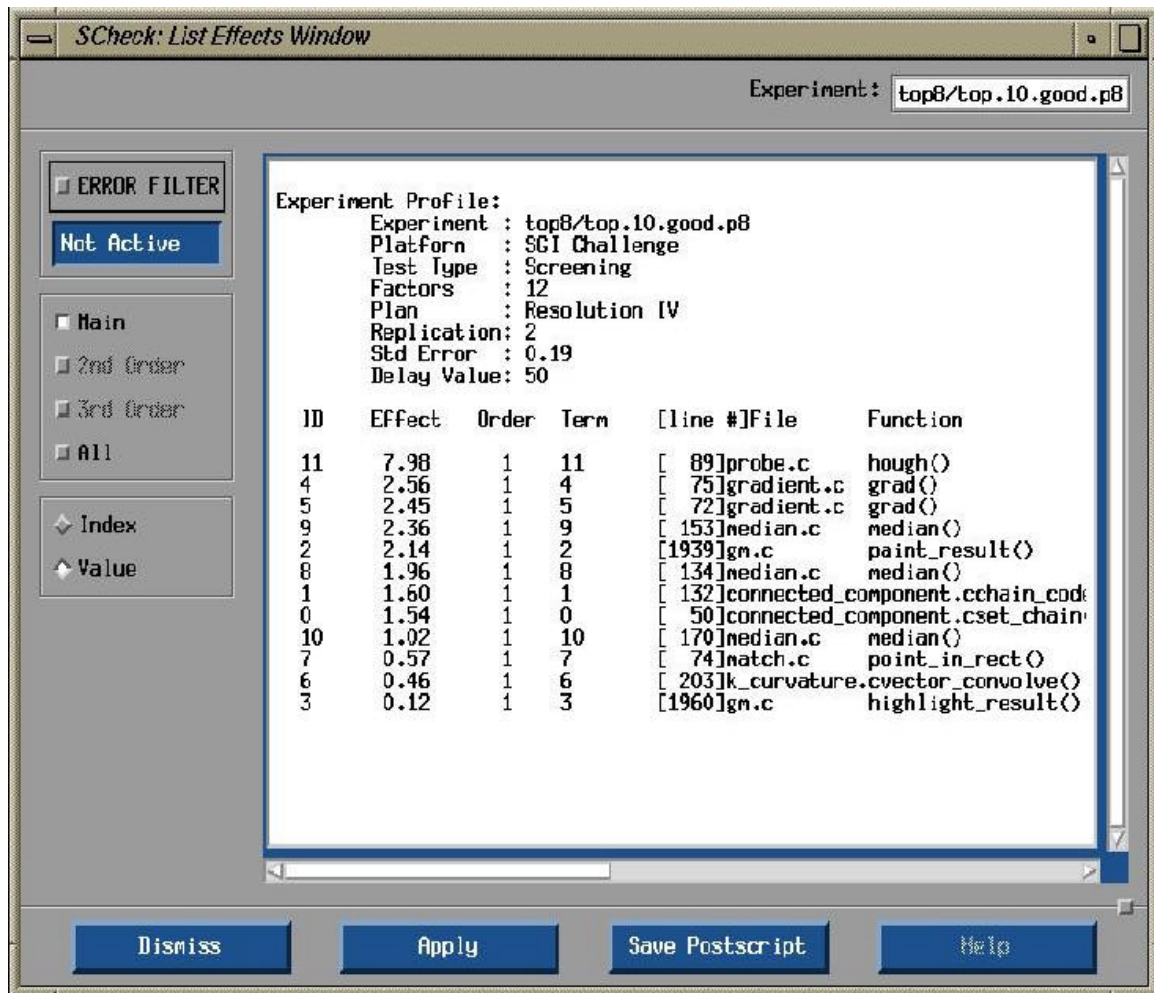 SCheck: List Effects Window
Experiment: top8/top.10.good.p8
ERROR FILTER
Not Active
Main
2nd Order
3rd Order
All
Index
Value
Experiment Profile:
Experiment : top8/top.10.good.p8
Platform : SGI Challenge
Test Type : Screening
Factors : 12
Plan : Resolution IV
Replication: 2
Std Error : 0.19
Delay Value: 50
ID Effect Order Term [line #]File Function
11 7.98 1 11 [ 89]probe.c hough()
4 2.56 1 4 [ 75]gradient.c grad()
5 2.45 1 5 [ 72]gradient.c grad()
9 2.36 1 9 [ 153]median.c median()
2 2.14 1 2 [1939]gm.c paint_result()
8 1.96 1 8 [ 134]median.c median()
1 1.60 1 1 [ 132]connected_component.cchain_code
0 1.54 1 0 [ 50]connected_component.cset_chain
10 1.02 1 10 [ 170]median.c median()
7 0.57 1 7 [ 74]match.c point_in_rect()
6 0.46 1 6 [ 203]k_curvature.cvector_convolve()
3 0.12 1 3 [1960]gm.c highlight_result()
Dismiss Apply Save Postscript Help